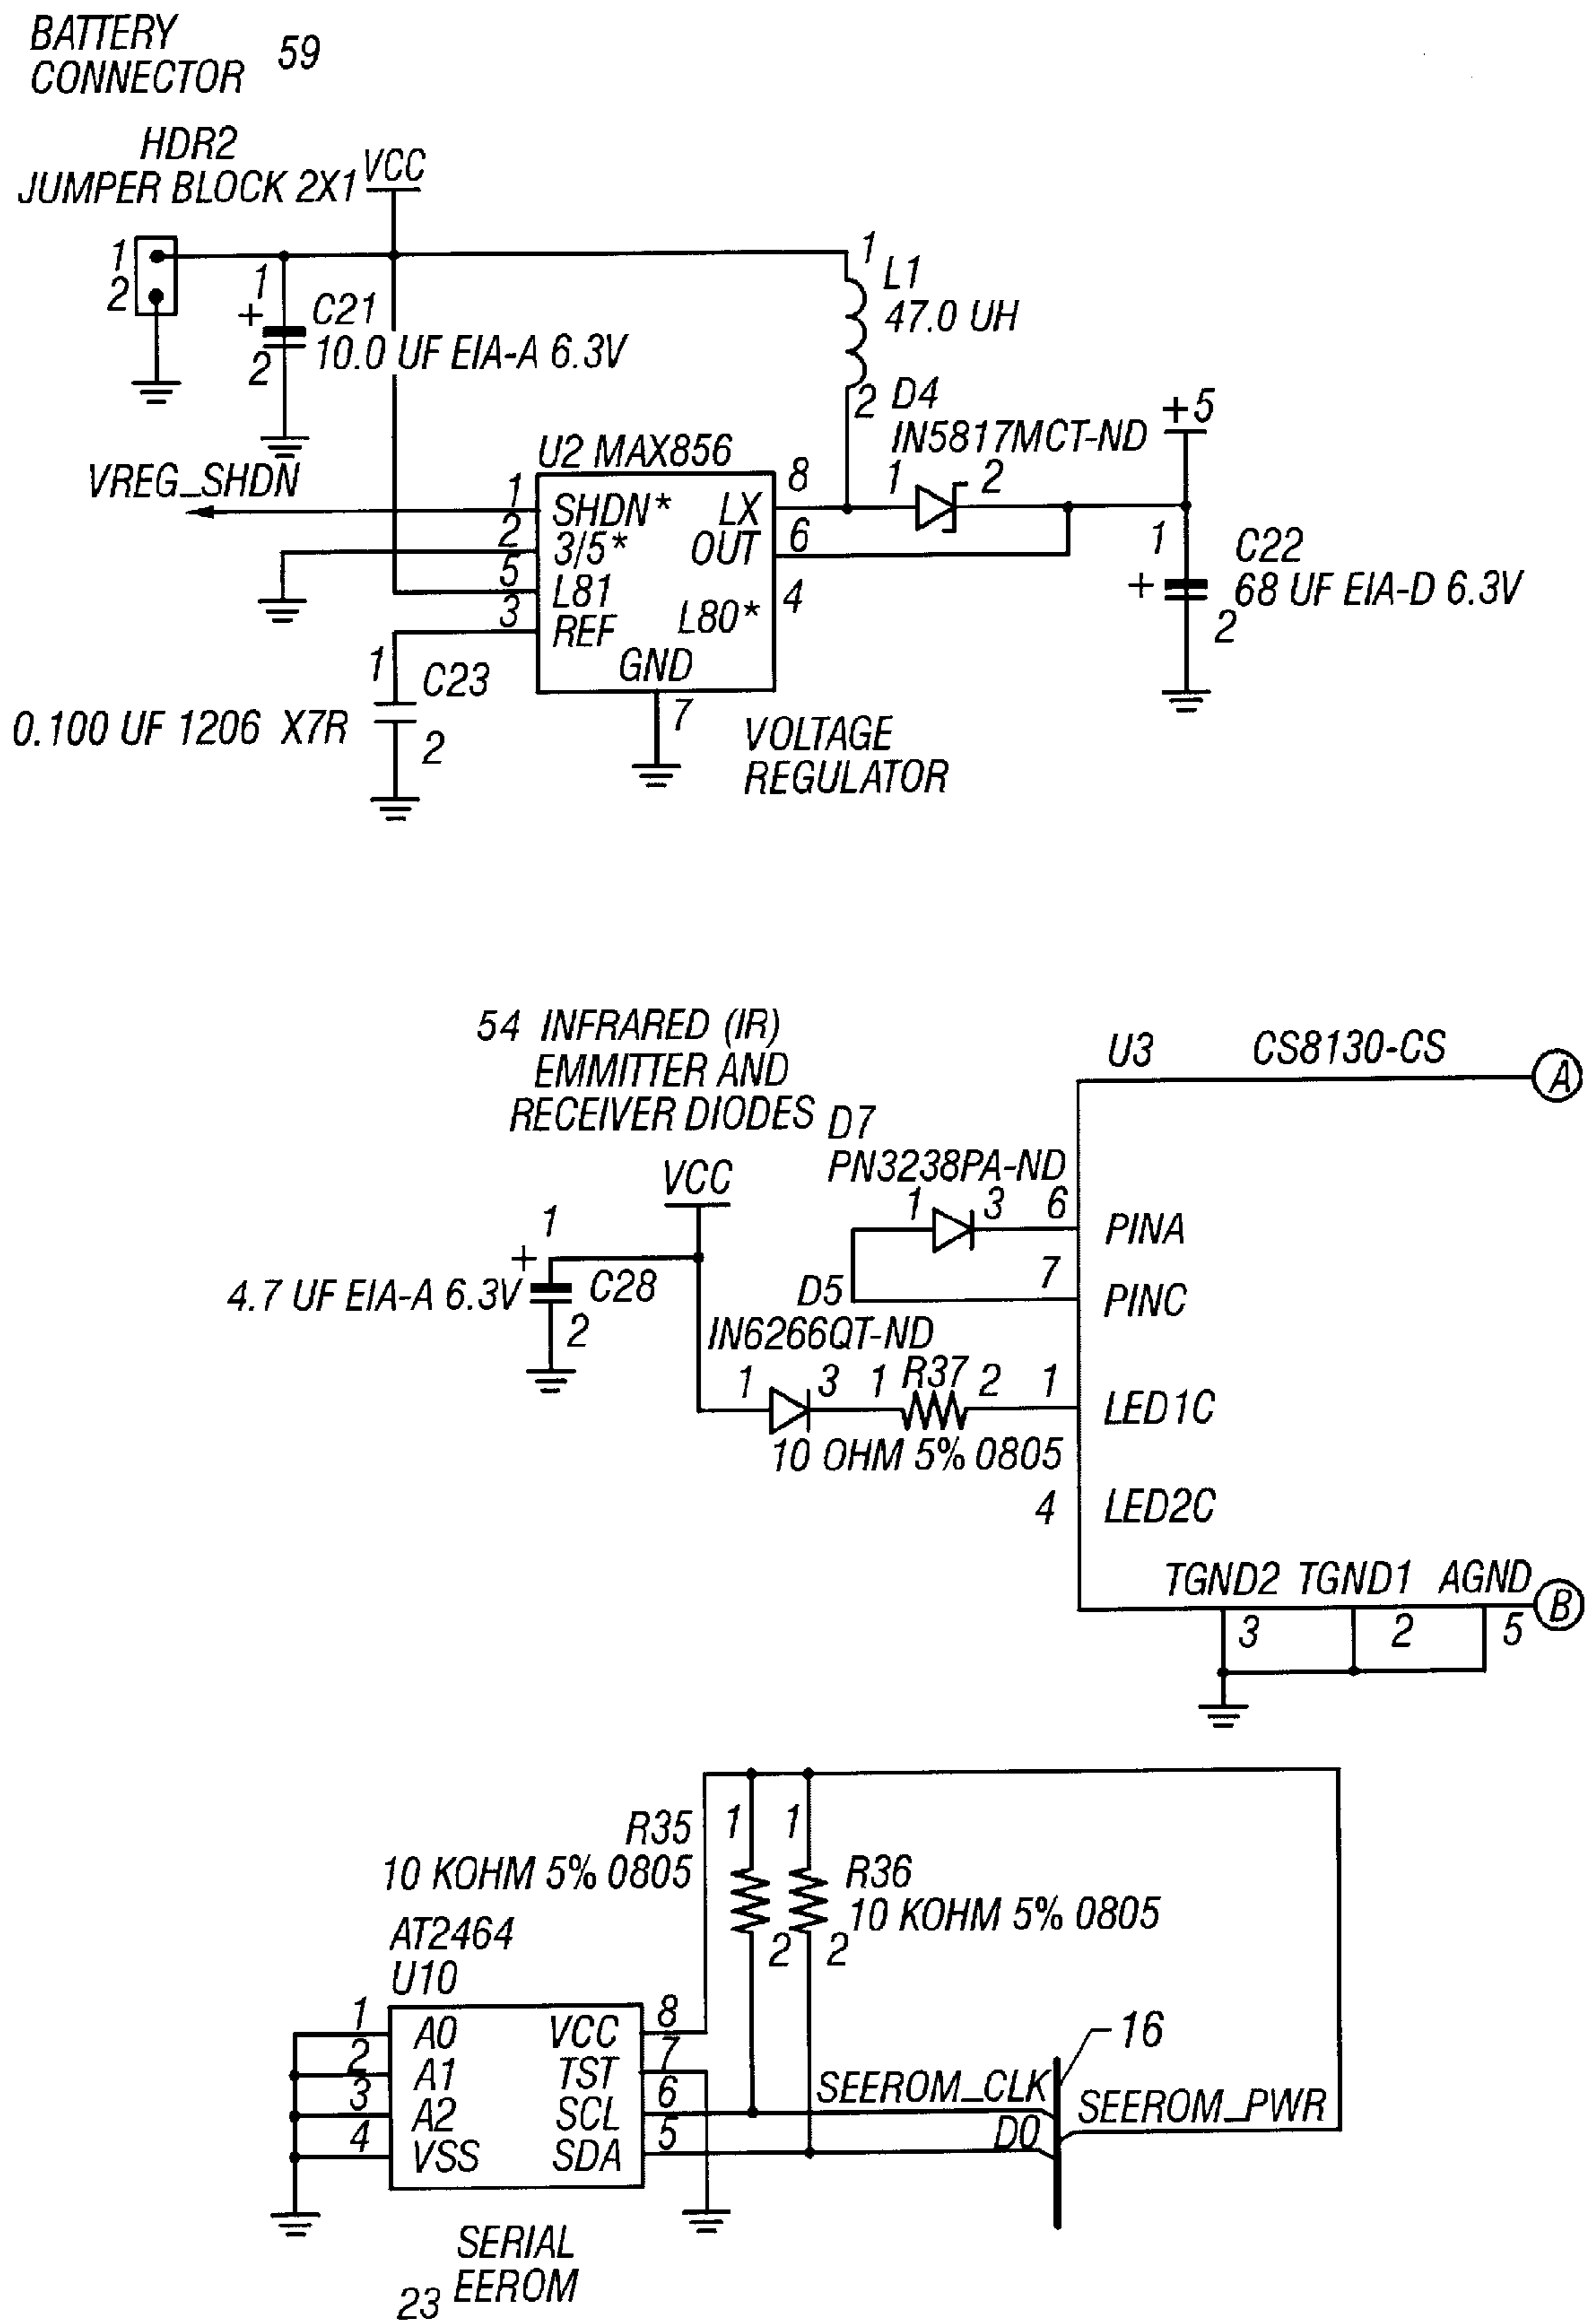 BATTERY
CONNECTOR 59
HDR2
JUMPER BLOCK 2X1
VCC
1
2
1
+
C21
10.0 UF EIA-A 6.3V
2
1
L1
47.0 UH
2
D4
IN5817MCT-ND
+5
U2 MAX856
VREG_SHDN
1
SHDN*
2
3/5*
5
L81
3
REF
LX
8
OUT
6
L80*
4
GND
7
1
2
1
+
C22
68 UF EIA-D 6.3V
2
1
C23
0.100 UF 1206 X7R
2
VOLTAGE
REGULATOR
54 INFRARED (IR)
EMMITTER AND
RECEIVER DIODES
U3 CS8130-CS
A
D7
PN3238PA-ND
1
3
6
PINA
VCC
1
+
4.7 UF EIA-A 6.3V
C28
2
7
PINC
D5
IN6266QT-ND
1
3
1
R37
2
1
LED1C
10 OHM 5% 0805
4
LED2C
TGND2 TGND1 AGND
B
3
2
5
R35
10 KOHM 5% 0805
1
1
R36
10 KOHM 5% 0805
2
2
AT2464
U10
1
A0
2
A1
3
A2
4
VSS
VCC
8
TST
7
SCL
6
SDA
5
16
SEEROM_CLK
SEEROM_PWR
D0
SERIAL
EEROM
23